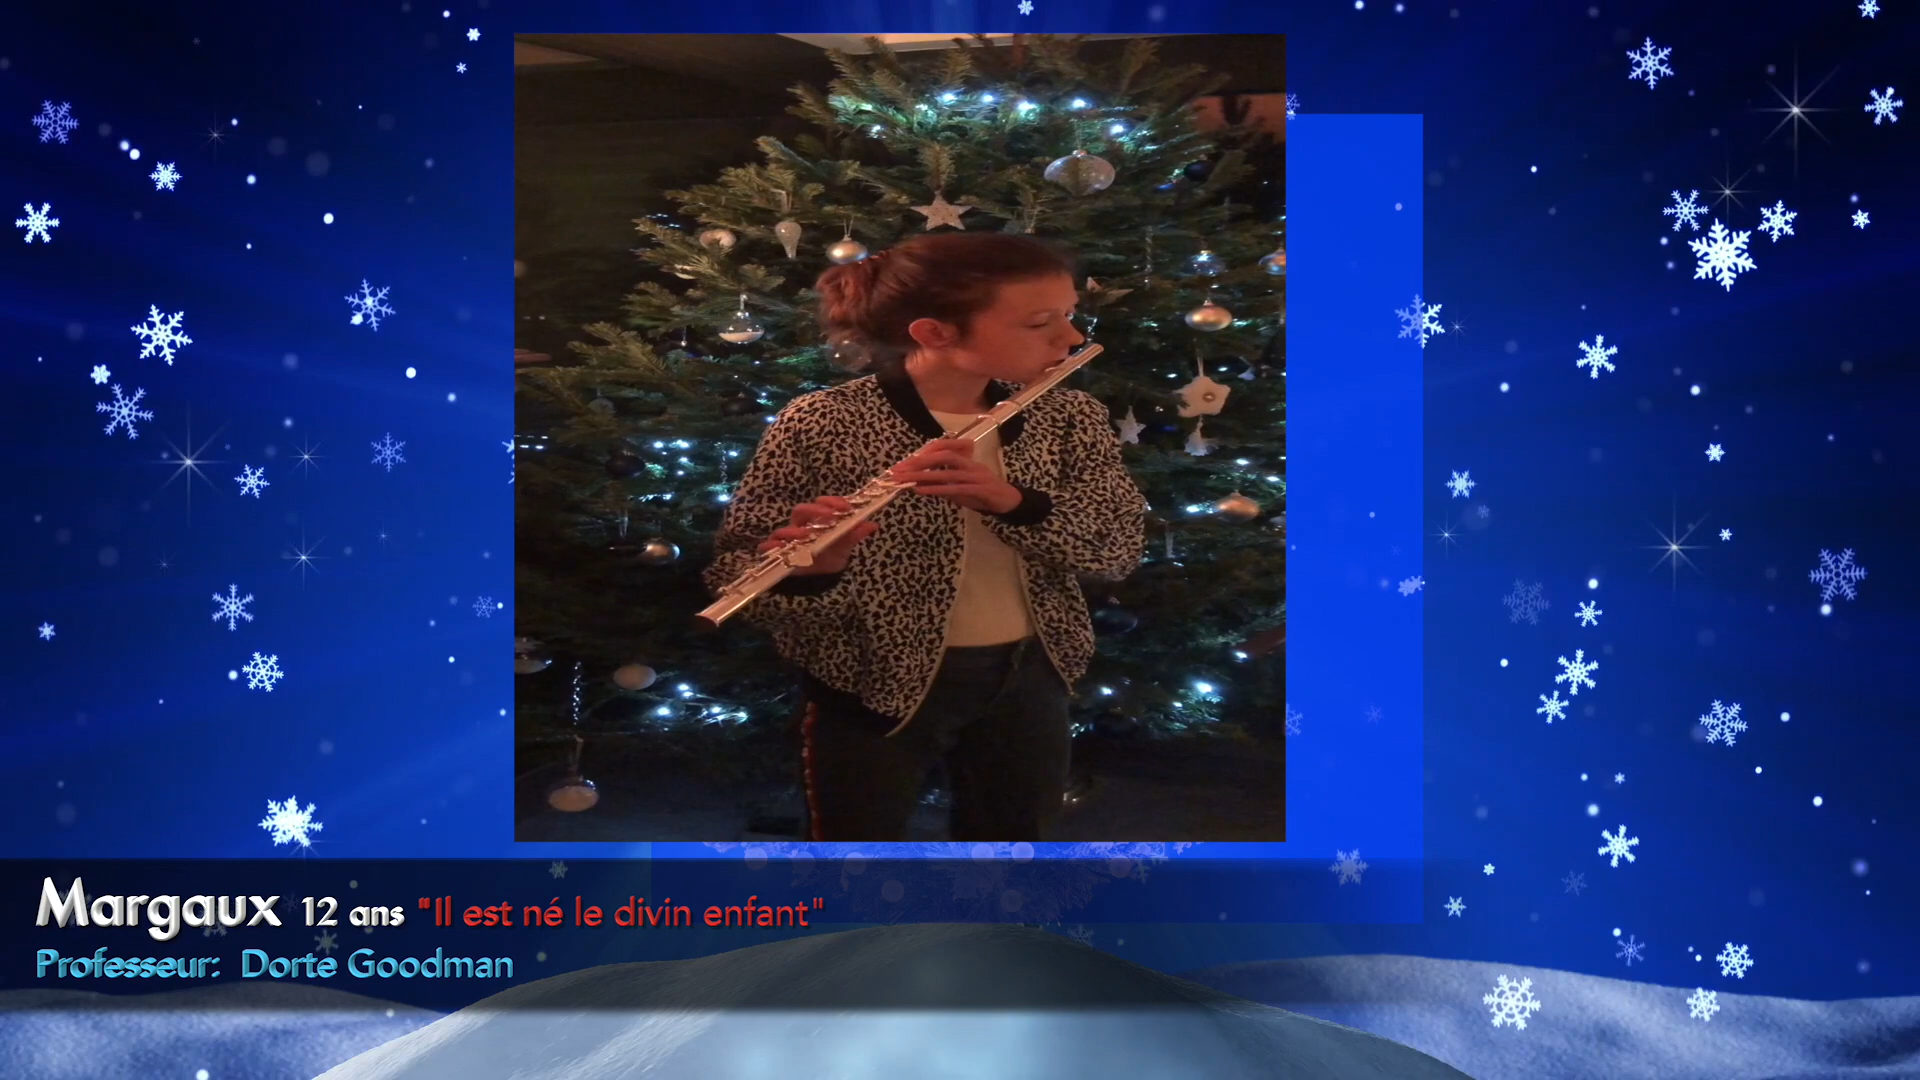 Margaux 12 ans "Il est né le divin enfant"
Professeur: Dorte Goodman